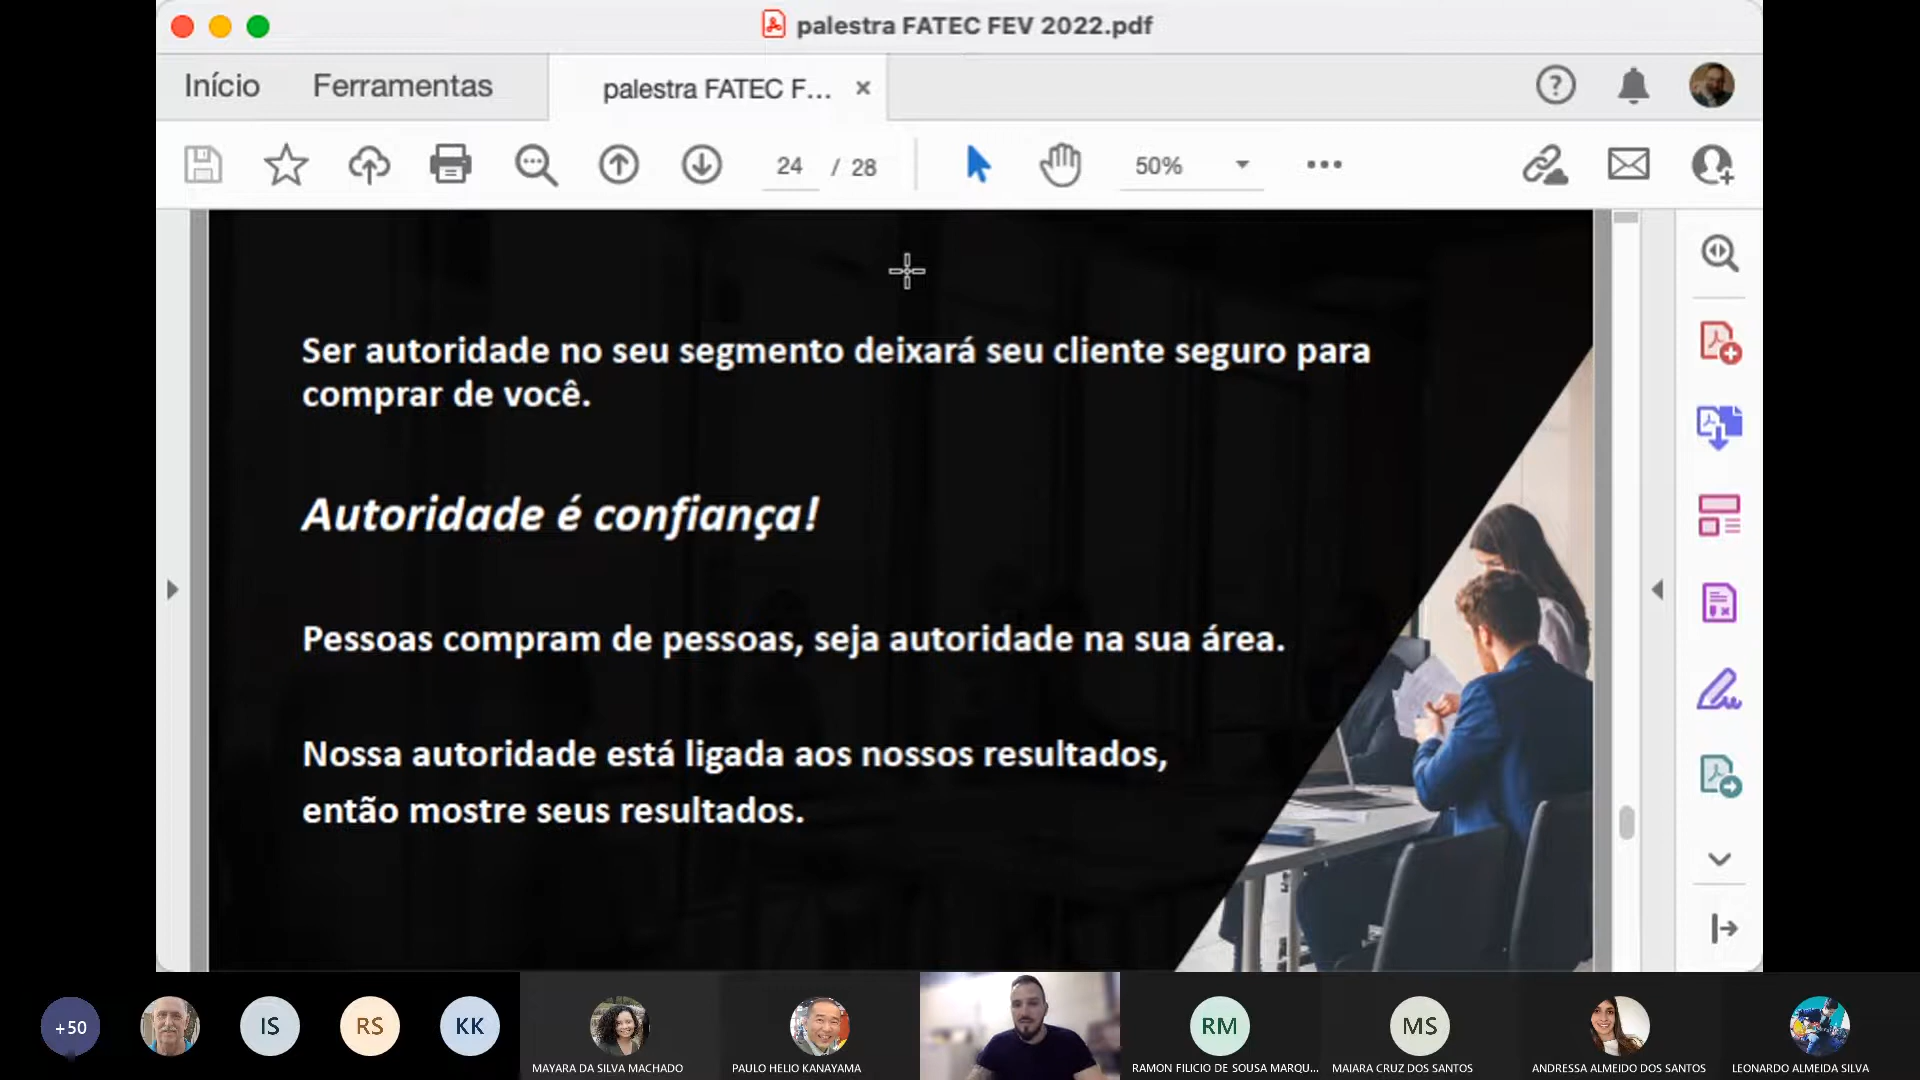 palestra FATEC FEV 2022.pdf
Início
Ferramentas
palestra FATEC F...
24 / 28
50%
Ser autoridade no seu segmento deixará seu cliente seguro para
comprar de você.
Autoridade é confiança!
Pessoas compram de pessoas, seja autoridade na sua área.
Nossa autoridade está ligada aos nossos resultados,
então mostre seus resultados.
+50
IS
RS
KK
MAYARA DA SILVA MACHADO
PAULO HELIO KANAYAMA
RM
RAMON FILICIO DE SOUSA MARQU...
MS
MAIARA CRUZ DOS SANTOS
ANDRESSA ALMEIDO DOS SANTOS
LEONARDO ALMEIDA SILVA